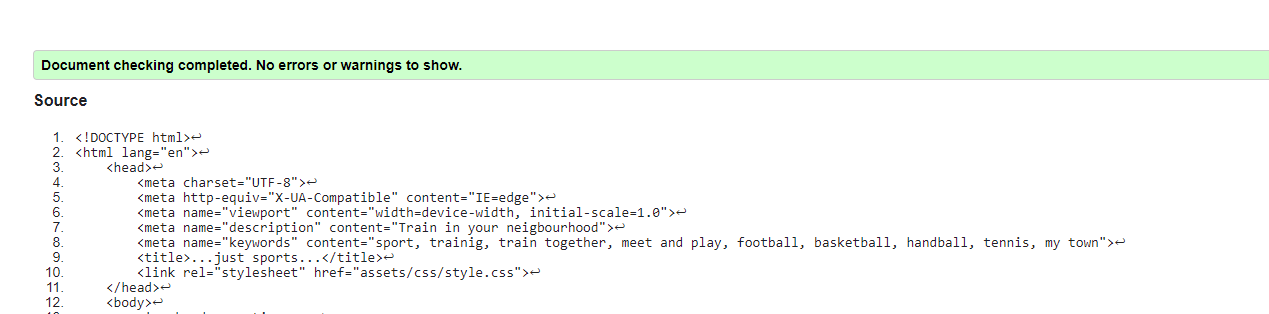 Document checking completed. No errors or warnings to show.
Source
1. <!DOCTYPE html>↩
2. <html lang="en">↩
3. <head>↩
4. <meta charset="UTF-8">↩
5. <meta http-equiv="X-UA-Compatible" content="IE=edge">↩
6. <meta name="viewport" content="width=device-width, initial-scale=1.0">↩
7. <meta name="description" content="Train in your neigbourhood">↩
8. <meta name="keywords" content="sport, trainig, train together, meet and play, football, basketball, handball, tennis, my town">↩
9. <title>...just sports...</title>↩
10. <link rel="stylesheet" href="assets/css/style.css">↩
11. </head>↩
12. <body>↩